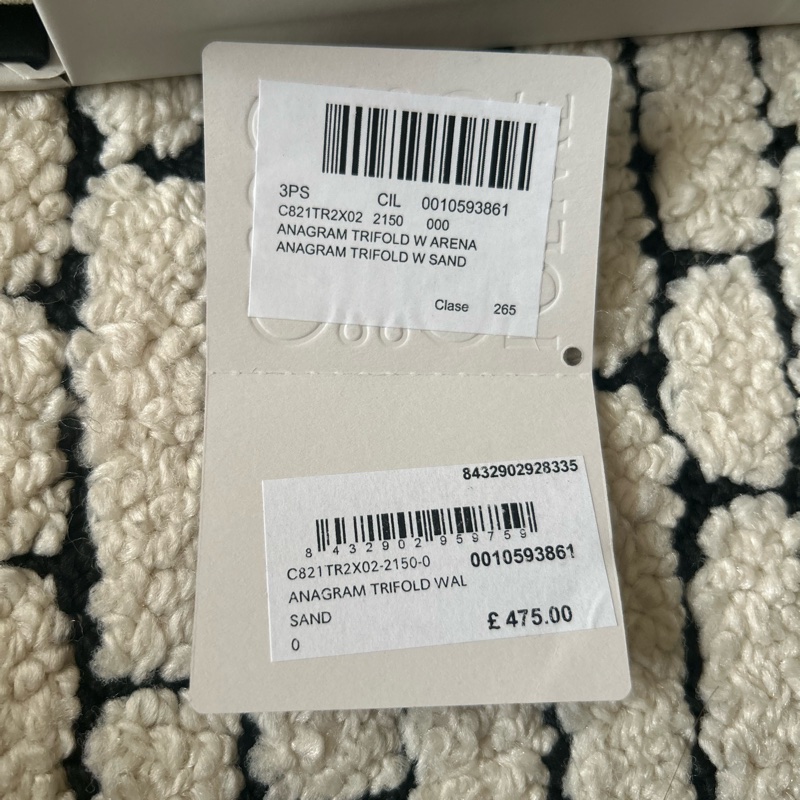 3PS CIL 0010593861
C821TR2X02 2150 000
ANAGRAM TRIFOLD W ARENA
ANAGRAM TRIFOLD W SAND
Clase 265
8432902928335
8 432902 959759
C821TR2X02-2150-0 0010593861
ANAGRAM TRIFOLD WAL
SAND
£ 475.00
0